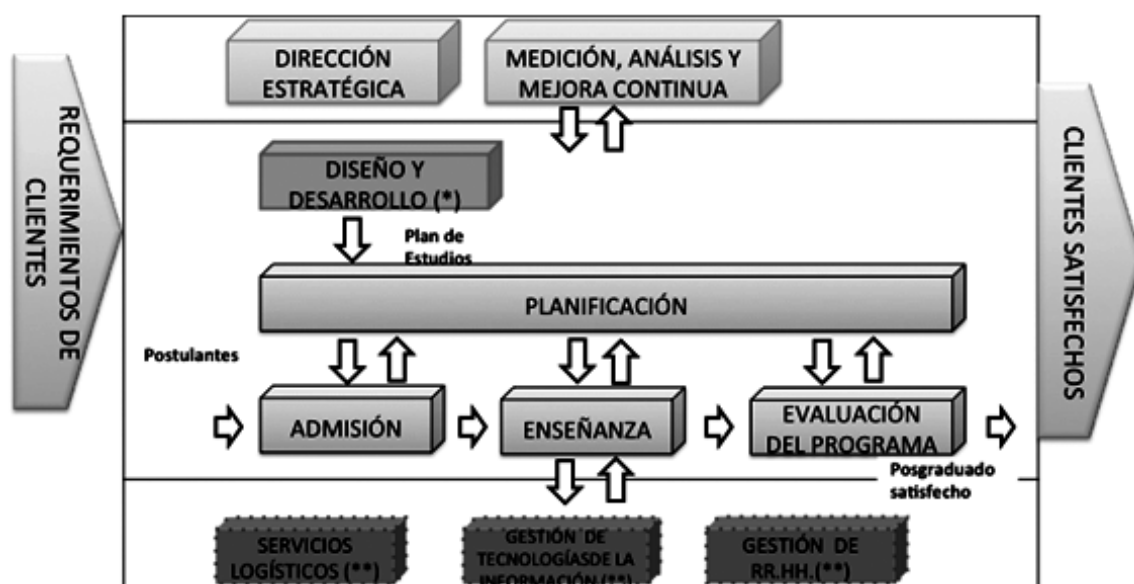 REQUERIMIENTOS DE
CLIENTES
DIRECCIÓN
ESTRATÉGICA
MEDICIÓN, ANÁLISIS Y
MEJORA CONTINUA
DISEÑO Y
DESARROLLO (*)
Plan de
Estudios
PLANIFICACIÓN
Postulantes
ADMISIÓN
ENSEÑANZA
EVALUACIÓN
DEL PROGRAMA
Posgraduado
satisfecho
SERVICIOS
LOGÍSTICOS (**)
GESTIÓN DE
TECNOLOGÍASDE LA
INFORMACIÓN (**)
GESTIÓN DE
RR.HH.(**)
CLIENTES SATISFECHOS